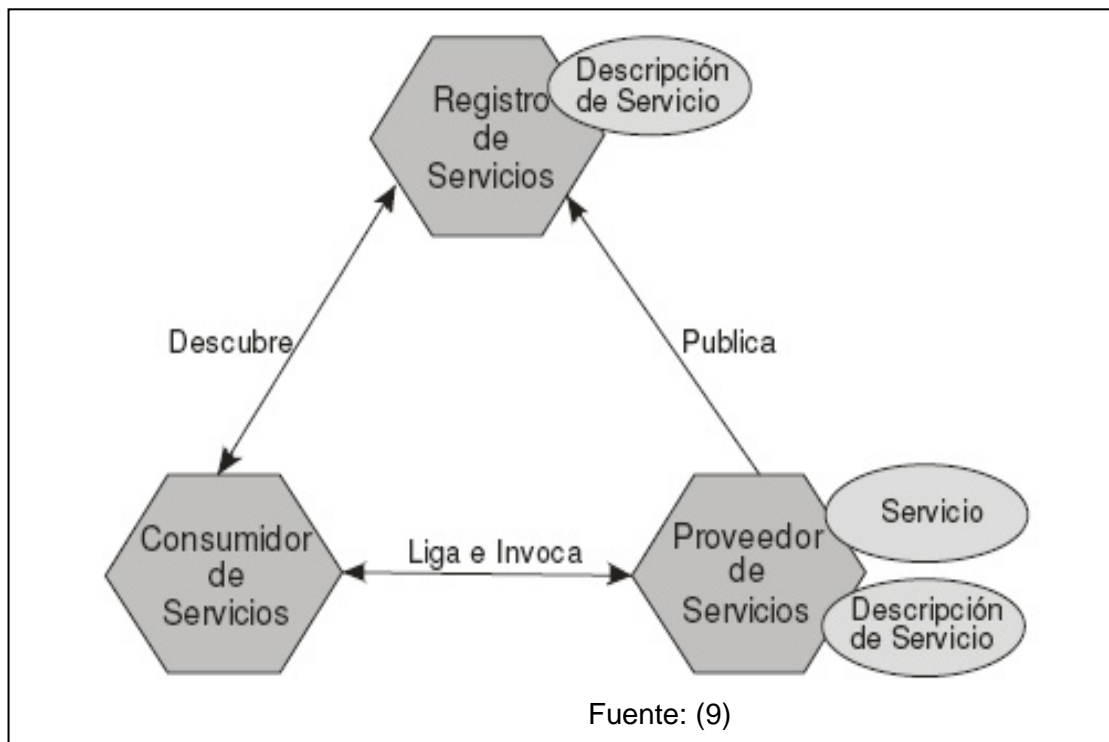 Registro
de
Servicios
Descripción
de Servicio
Descubre
Publica
Consumidor
de
Servicios
Liga e Invoca
Proveedor
de
Servicios
Servicio
Descripción
de Servicio
Fuente: (9)